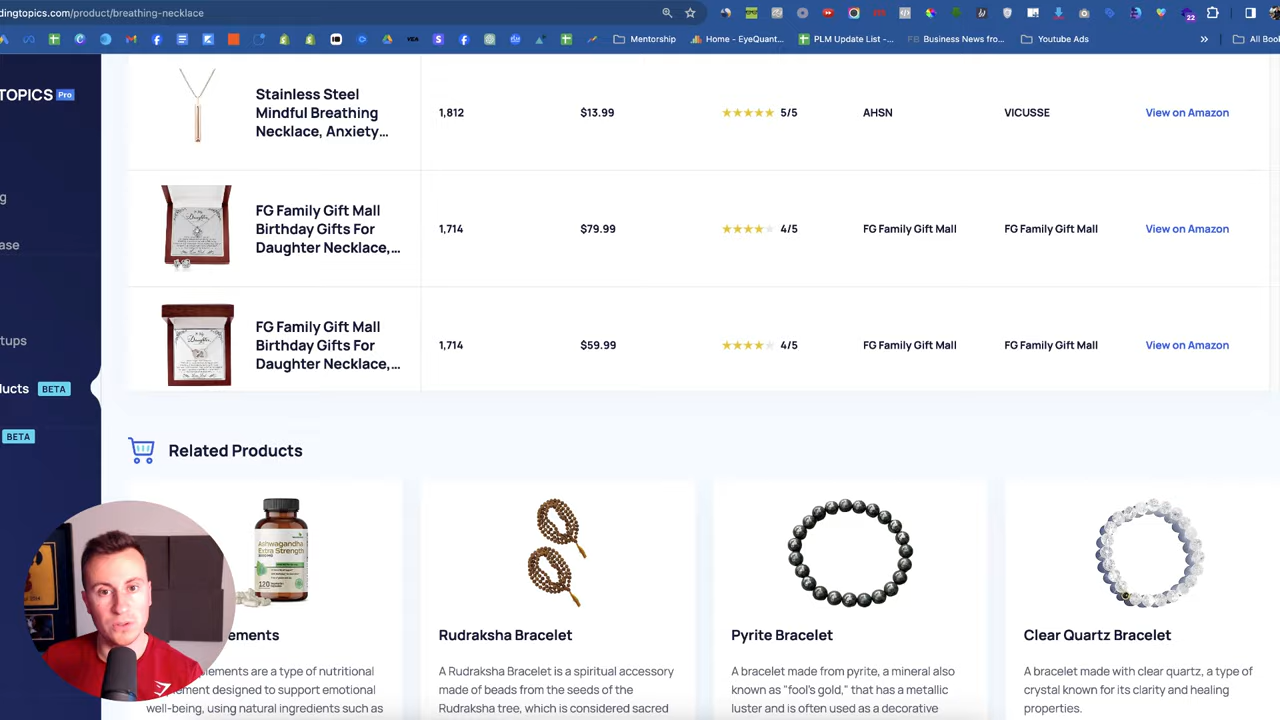 dingtopics.com/product/breathing-necklace
22
Mentorship
Home - EyeQuant...
PLM Update List -...
Business News fro...
Youtube Ads
»
All Boo
TOPICS Pro
g
ase
tups
ucts BETA
BETA
Stainless Steel
Mindful Breathing
Necklace, Anxiety...
1,812
$13.99
5/5
AHSN
VICUSSE
View on Amazon
FG Family Gift Mall
Birthday Gifts For
Daughter Necklace,...
1,714
$79.99
4/5
FG Family Gift Mall
FG Family Gift Mall
View on Amazon
FG Family Gift Mall
Birthday Gifts For
Daughter Necklace,...
1,714
$59.99
4/5
FG Family Gift Mall
FG Family Gift Mall
View on Amazon
Related Products
Ashwagandha
Extra Strength
120
ements
lements are a type of nutritional
ement designed to support emotional
well-being, using natural ingredients such as
Rudraksha Bracelet
A Rudraksha Bracelet is a spiritual accessory
made of beads from the seeds of the
Rudraksha tree, which is considered sacred
Pyrite Bracelet
A bracelet made from pyrite, a mineral also
known as "fool's gold," that has a metallic
luster and is often used as a decorative
Clear Quartz Bracelet
A bracelet made with clear quartz, a type of
crystal known for its clarity and healing
properties.